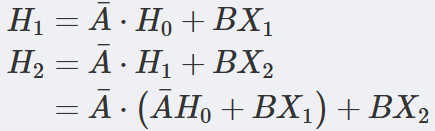 H₁ = Ā · H₀ + BX₁
H₂ = Ā · H₁ + BX₂
= Ā · (ĀH₀ + BX₁) + BX₂